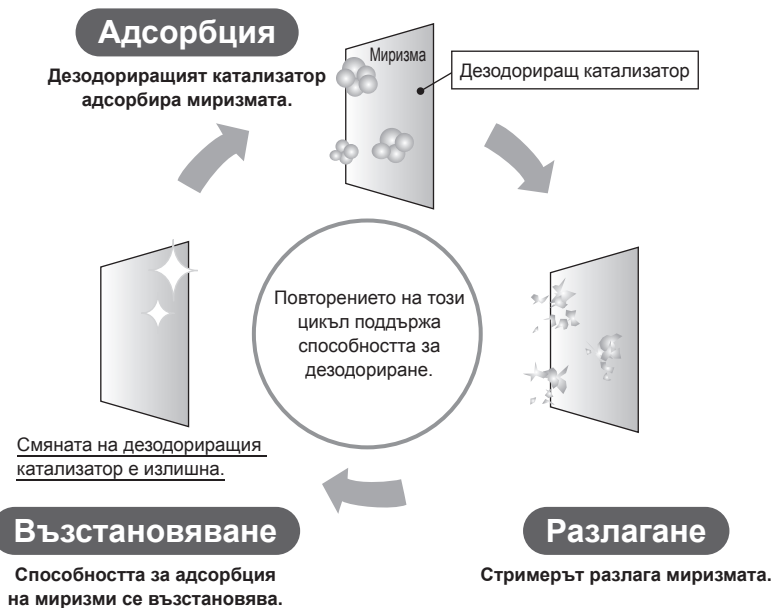 Адсорбция
Дезодориращият катализатор
адсорбира миризмата.
Миризма
Дезодориращ катализатор
Повторението на този
цикъл поддържа
способността за
дезодориране.
Смяната на дезодориращия
катализатор е излишна.
Възстановяване
Способността за адсорбция
на миризми се възстановява.
Разлагане
Стримерът разлага миризмата.